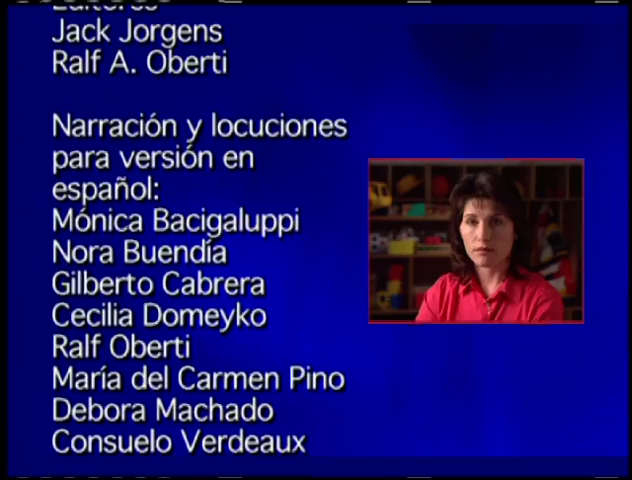 Editores
Jack Jorgens
Ralf A. Oberti
Narración y locuciones
para versión en
español:
Mónica Bacigaluppi
Nora Buendía
Gilberto Cabrera
Cecilia Domeyko
Ralf Oberti
María del Carmen Pino
Debora Machado
Consuelo Verdeaux